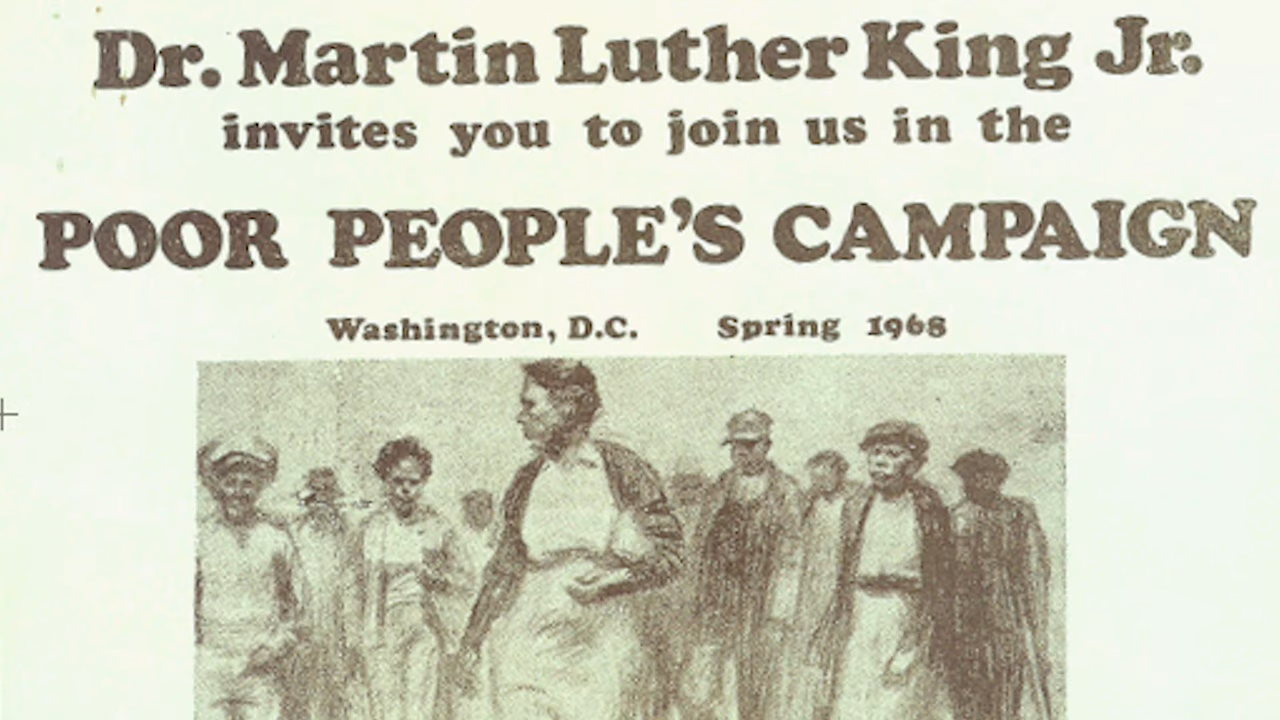 Dr. Martin Luther King Jr.
invites you to join us in the
POOR PEOPLE'S CAMPAIGN
Washington, D.C. Spring 1968